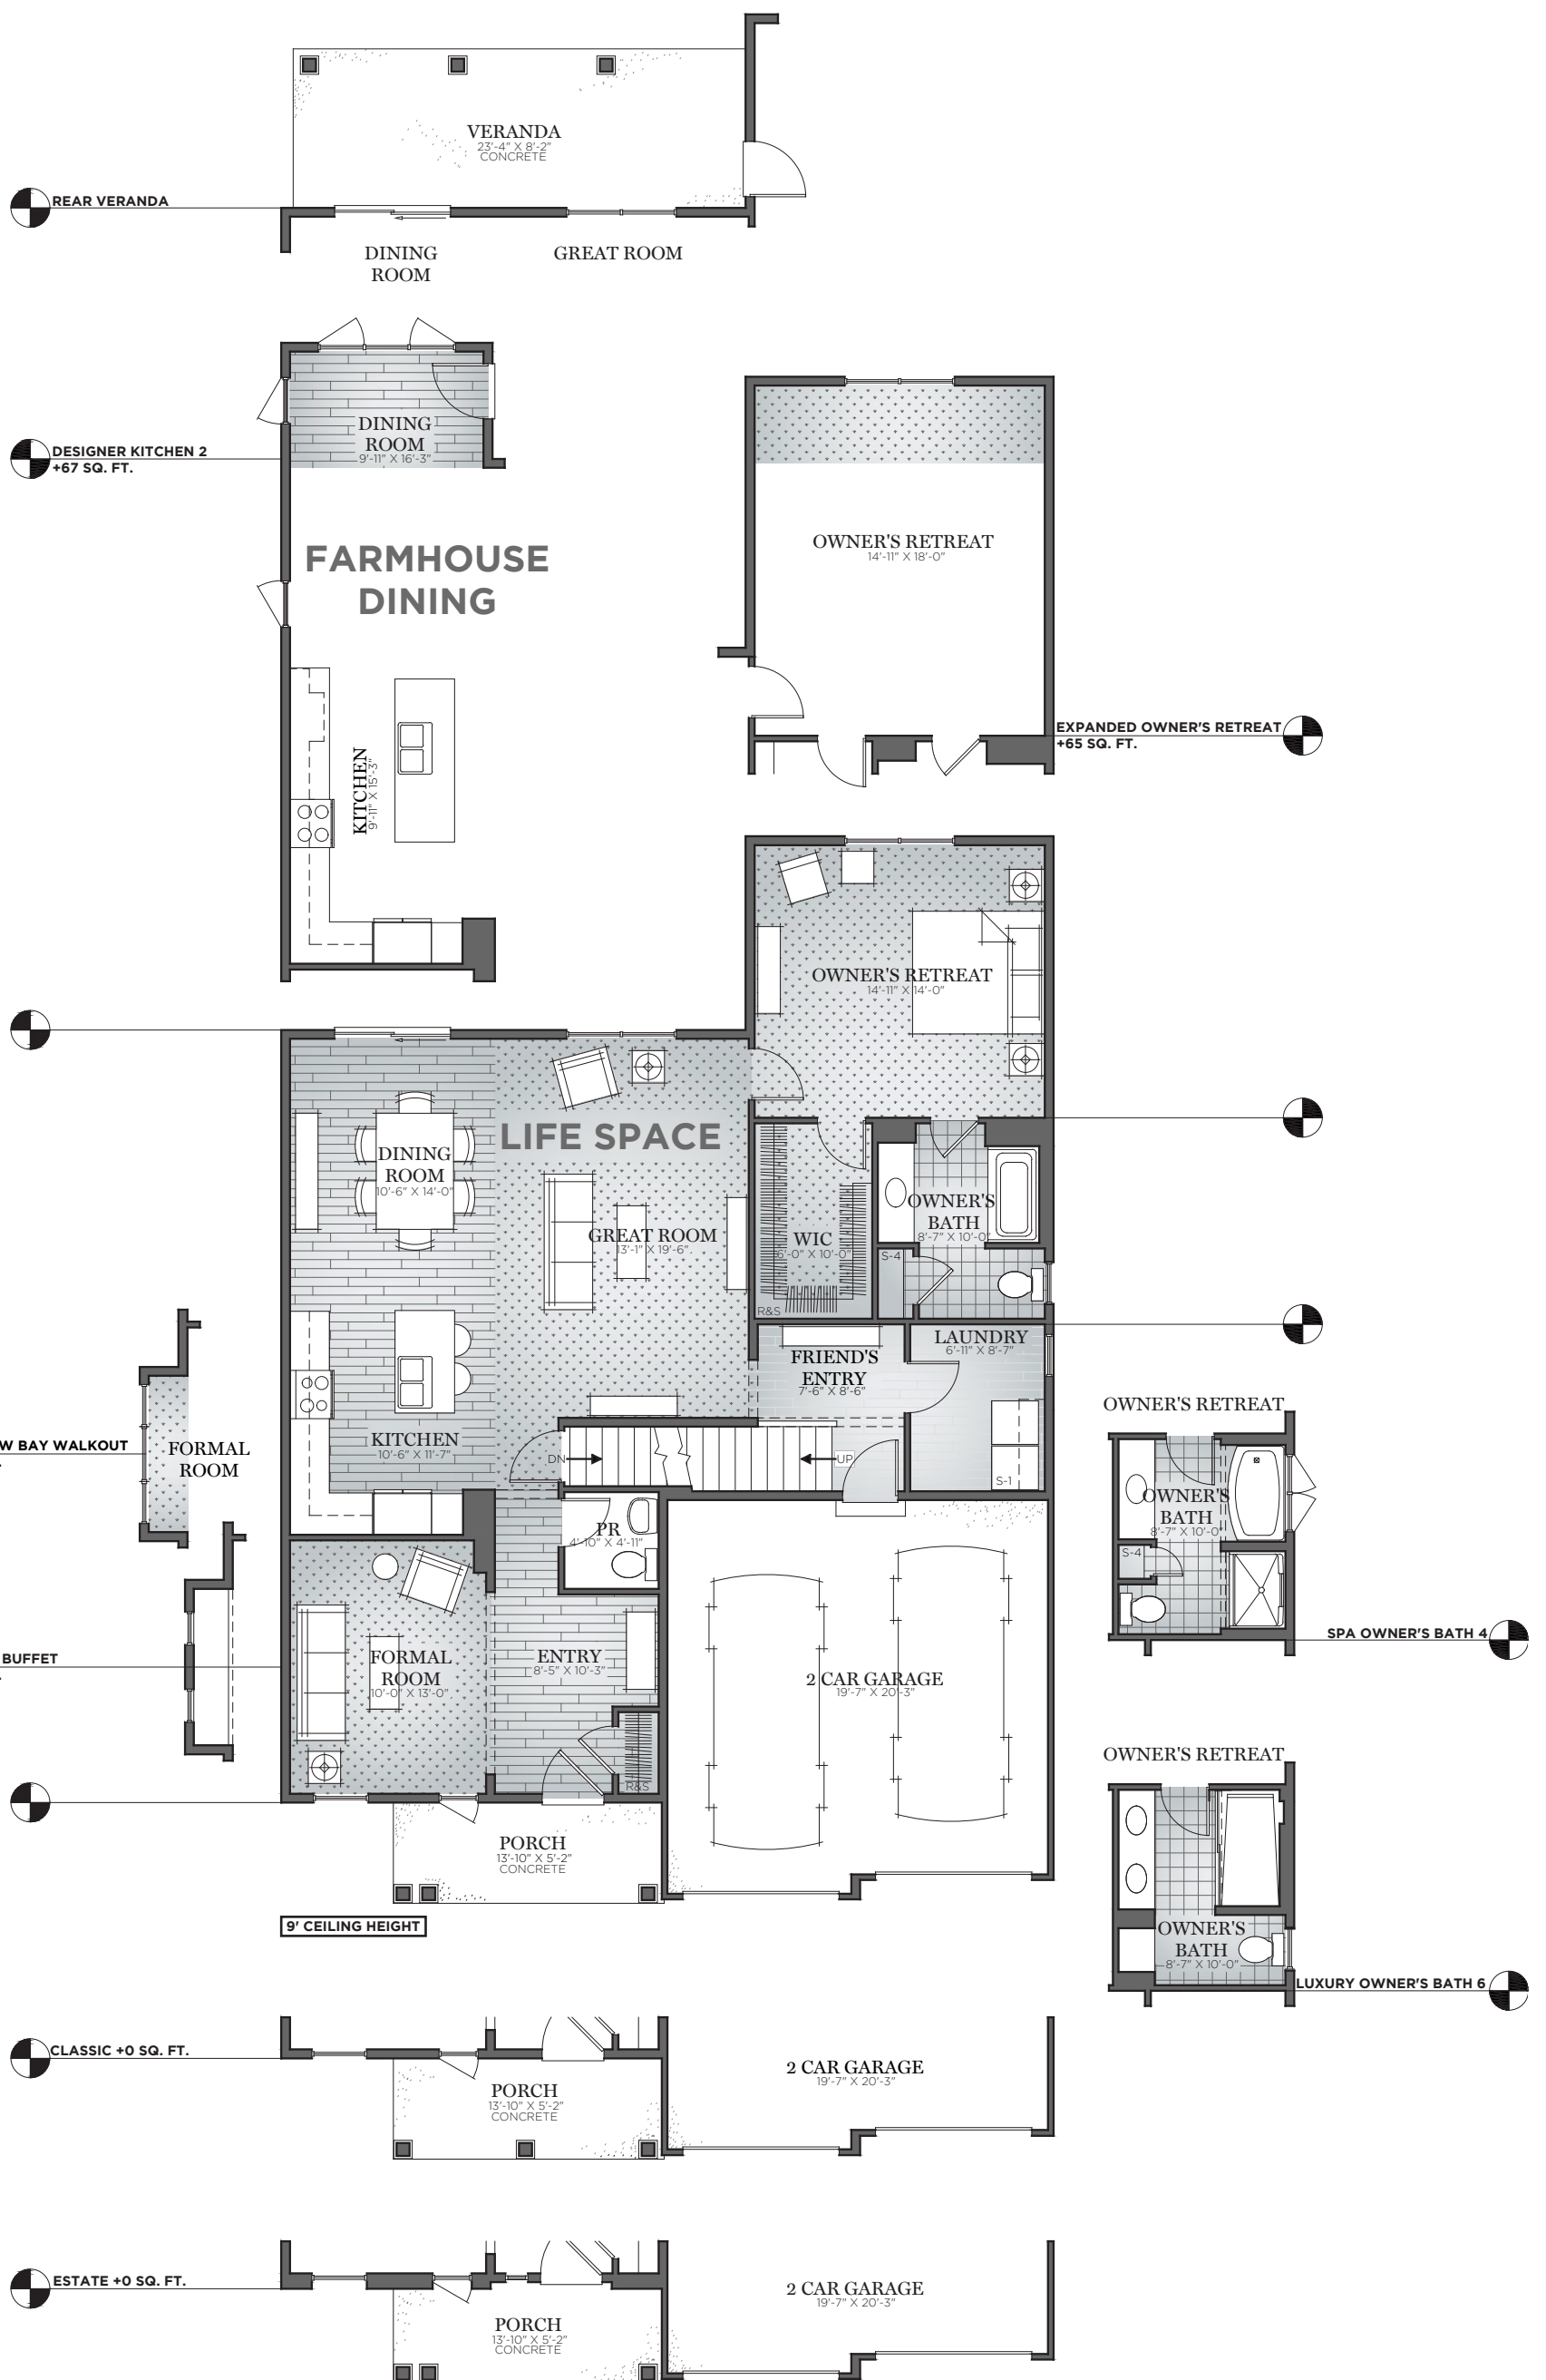 VERANDA
23'-4" X 8'-2"
CONCRETE
REAR VERANDA
DINING
ROOM
GREAT ROOM
DINING
ROOM
9'-11" X 16'-3"
DESIGNER KITCHEN 2
+67 SQ. FT.
FARMHOUSE
DINING
OWNER'S RETREAT
14'-11" X 18'-0"
EXPANDED OWNER'S RETREAT
+65 SQ. FT.
KITCHEN
9'-11" X 15'-3"
OWNER'S RETREAT
14'-11" X 14'-0"
LIFE SPACE
DINING
ROOM
10'-6" X 14'-0"
GREAT ROOM
13'-1" X 19'-6"
WIC
6'-0" X 10'-0"
R&S
OWNER'S
BATH
8'-7" X 10'-0"
S-4
FRIEND'S
ENTRY
7'-6" X 8'-6"
LAUNDRY
6'-11" X 8'-7"
S-1
KITCHEN
10'-6" X 11'-7"
DN
UP
W BAY WALKOUT
FORMAL
ROOM
PR
4'-10" X 4'-11"
BUFFET
FORMAL
ROOM
10'-0" X 13'-0"
ENTRY
8'-5" X 10'-3"
R&S
2 CAR GARAGE
19'-7" X 20'-3"
OWNER'S RETREAT
OWNER'S
BATH
8'-7" X 10'-0"
S-4
SPA OWNER'S BATH 4
OWNER'S RETREAT
OWNER'S
BATH
8'-7" X 10'-0"
LUXURY OWNER'S BATH 6
PORCH
13'-10" X 5'-2"
CONCRETE
9' CEILING HEIGHT
CLASSIC +0 SQ. FT.
PORCH
13'-10" X 5'-2"
CONCRETE
2 CAR GARAGE
19'-7" X 20'-3"
ESTATE +0 SQ. FT.
PORCH
13'-10" X 5'-2"
CONCRETE
2 CAR GARAGE
19'-7" X 20'-3"